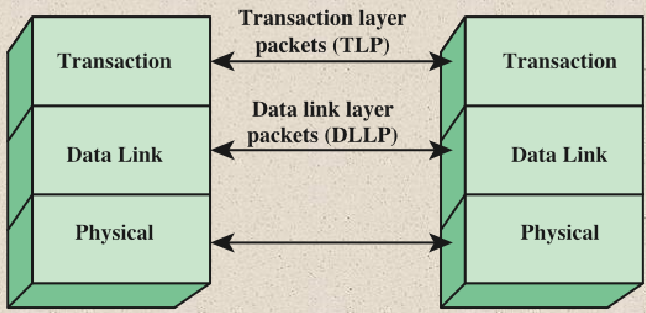 Transaction layer
packets (TLP)
Transaction
Transaction
Data link layer
packets (DLLP)
Data Link
Data Link
Physical
Physical